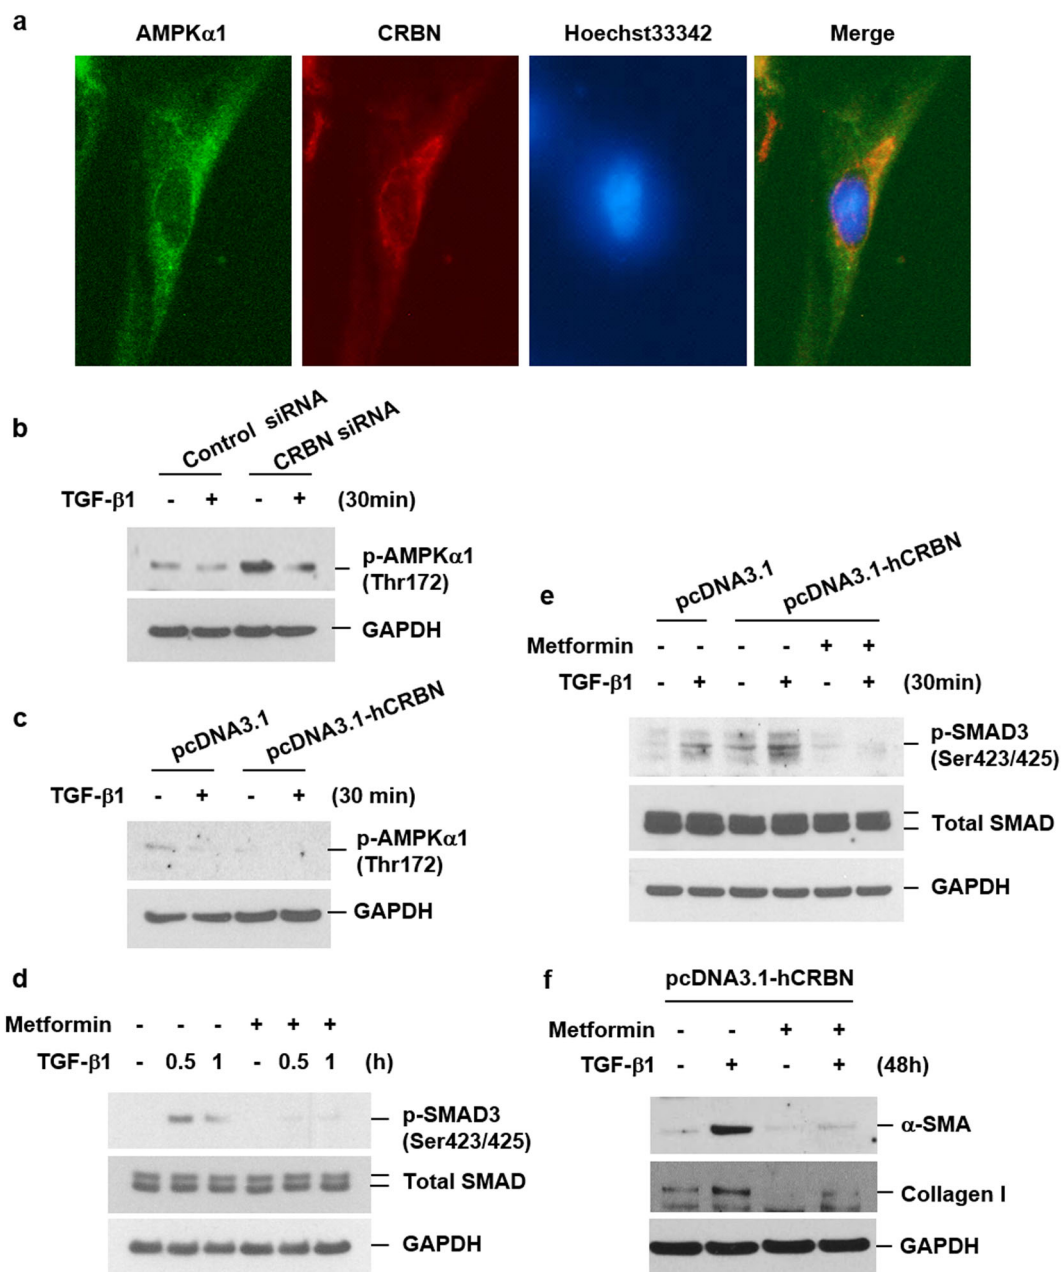 a
AMPKα1 CRBN Hoechst33342 Merge
b
Control siRNA
CRBN siRNA
TGF-β1 - + - + (30min)
p-AMPKα1
(Thr172)
GAPDH
c
pcDNA3.1
pcDNA3.1-hCRBN
TGF-β1 - + - + (30 min)
p-AMPKα1
(Thr172)
GAPDH
d
Metformin - - - + + +
TGF-β1 - 0.5 1 - 0.5 1 (h)
p-SMAD3
(Ser423/425)
Total SMAD
GAPDH
e
pcDNA3.1
pcDNA3.1-hCRBN
Metformin - - - - + +
TGF-β1 - + - + - + (30min)
p-SMAD3
(Ser423/425)
Total SMAD
GAPDH
f
pcDNA3.1-hCRBN
Metformin - - + +
TGF-β1 - + - + (48h)
α-SMA
Collagen I
GAPDH